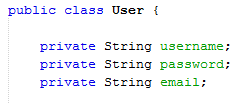 public class User {
private String username;
private String password;
private String email;